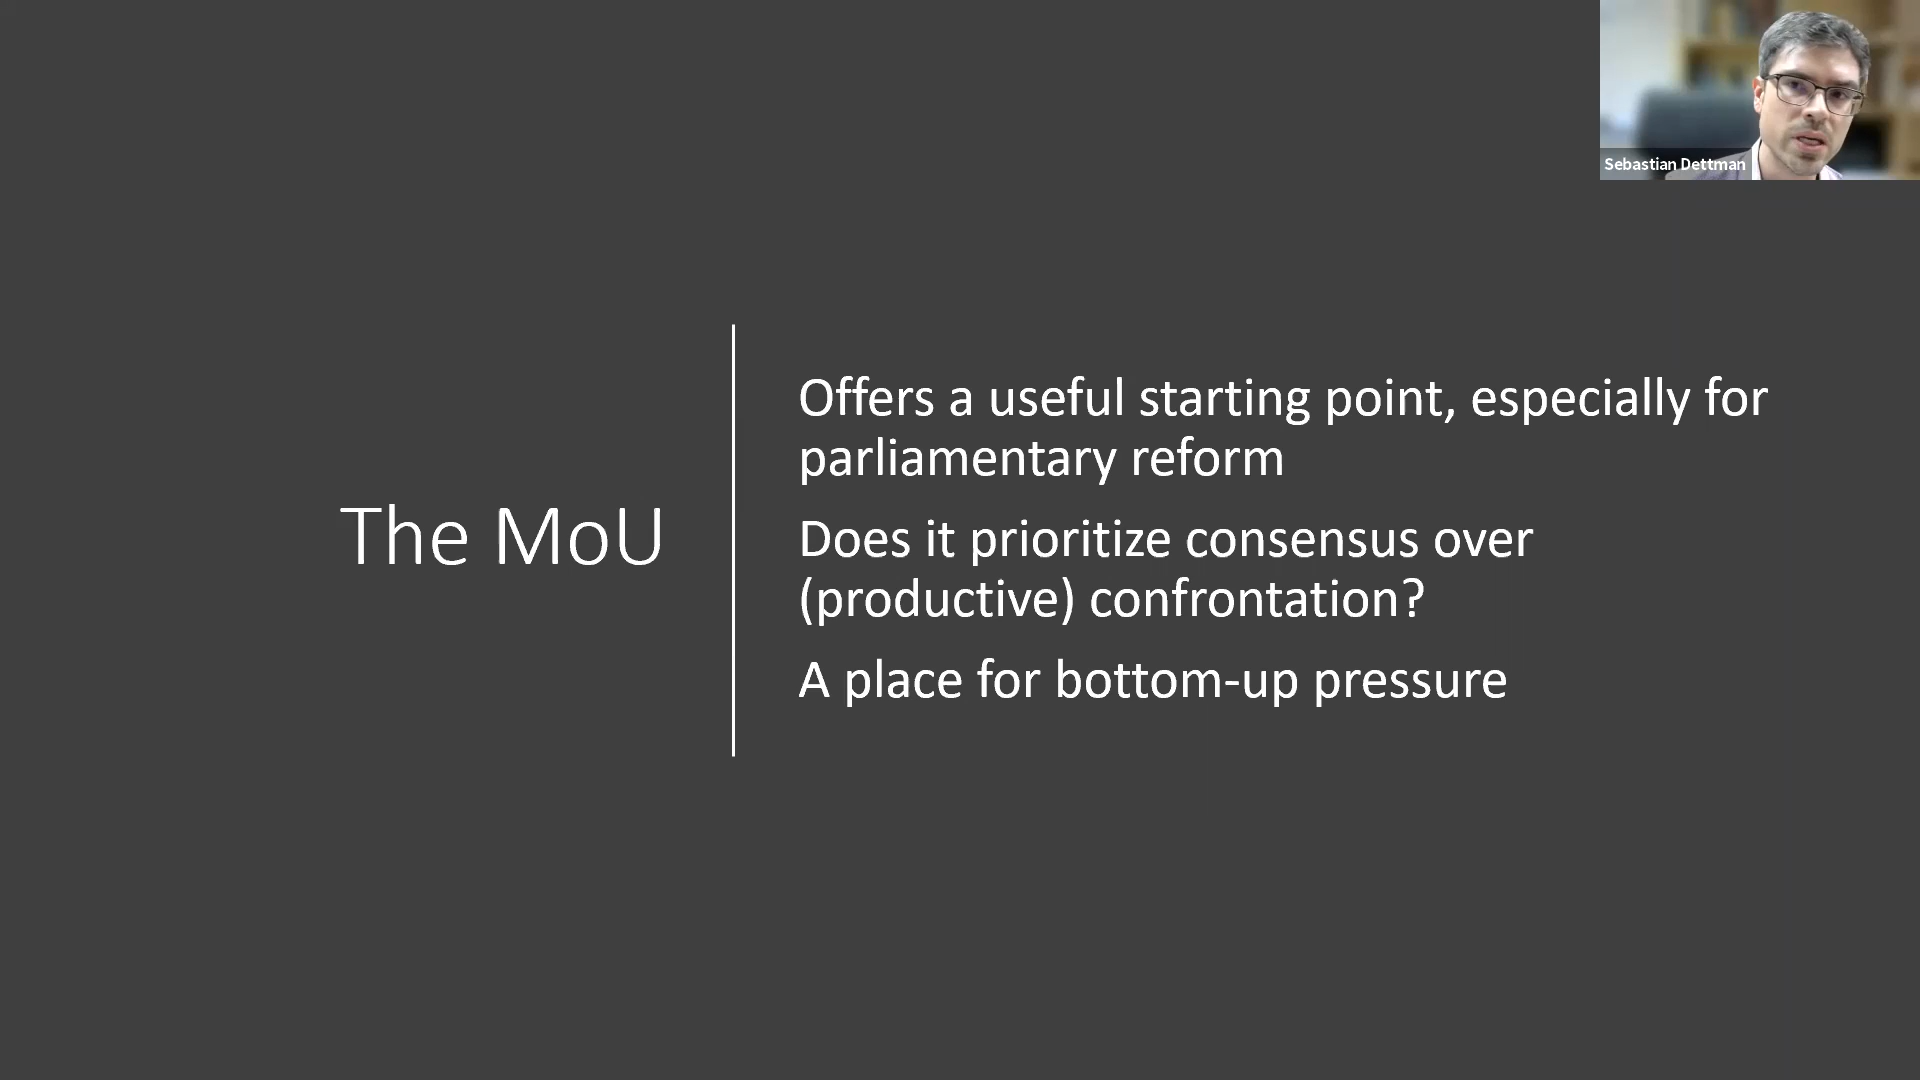 Sebastian Dettman
The MoU
Offers a useful starting point, especially for
parliamentary reform
Does it prioritize consensus over
(productive) confrontation?
A place for bottom-up pressure